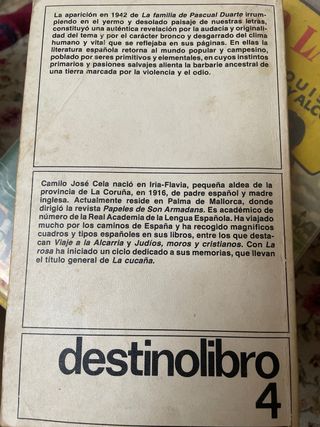 La aparición en 1942 de La familia de Pascual Duarte irrum-
piendo en el yermo y desolado paisaje de nuestras letras,
constituyó una auténtica revelación por la audacia y originali-
dad del tema y por el carácter bronco y desgarrado del clima
humano y vital que se reflejaba en sus páginas. En ellas la
literatura española retorna al mundo popular y campesino,
poblado por seres primitivos y elementales, en cuyos instintos
primarios y pasiones salvajes alienta la barbarie ancestral de
una tierra marcada por la violencia y el odio.
Camilo José Cela nació en Iria-Flavia, pequeña aldea de la
provincia de La Coruña, en 1916, de padre español y madre
inglesa. Actualmente reside en Palma de Mallorca, donde
dirigió la revista Papeles de Son Armadans. Es académico de
número de la Real Academia de la Lengua Española. Ha viajado
mucho por los caminos de España y ha recogido magníficos
cuadros y tipos españoles en sus libros, entre los que desta-
can Viaje a la Alcarria y Judíos, moros y cristianos. Con La
rosa ha iniciado un ciclo dedicado a sus memorias, que llevan
el título general de La cucaña.
destinolibro
4